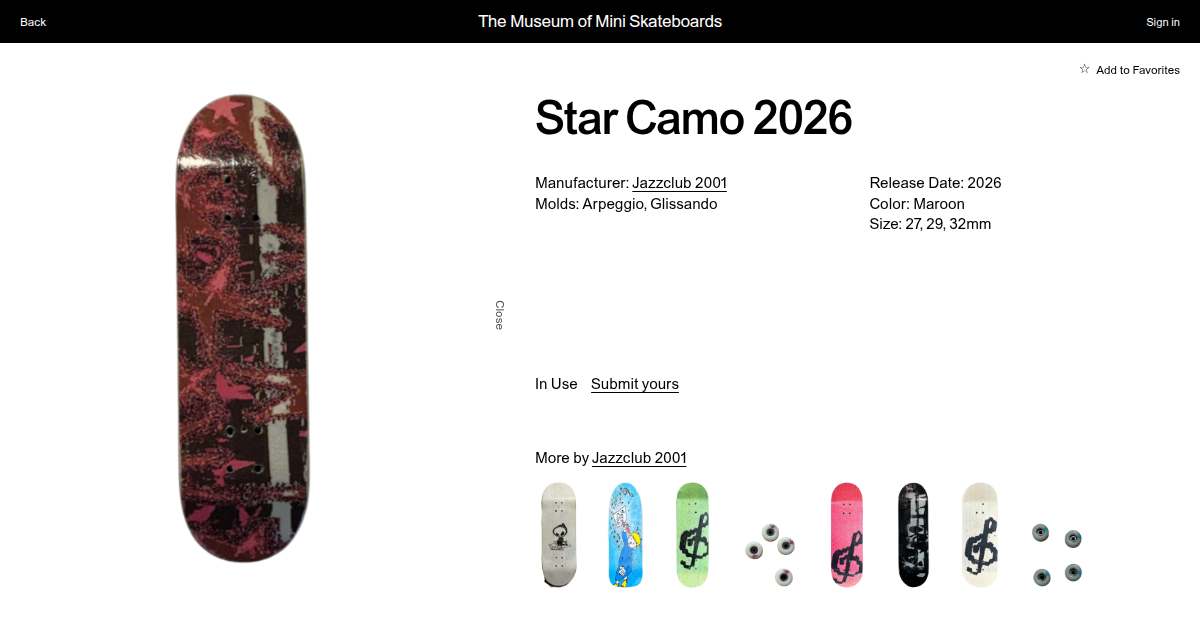 Back
The Museum of Mini Skateboards
Sign in
☆ Add to Favorites
Star Camo 2026
Manufacturer: Jazzclub 2001
Molds: Arpeggio, Glissando
Release Date: 2026
Color: Maroon
Size: 27, 29, 32mm
Close
In Use Submit yours
More by Jazzclub 2001